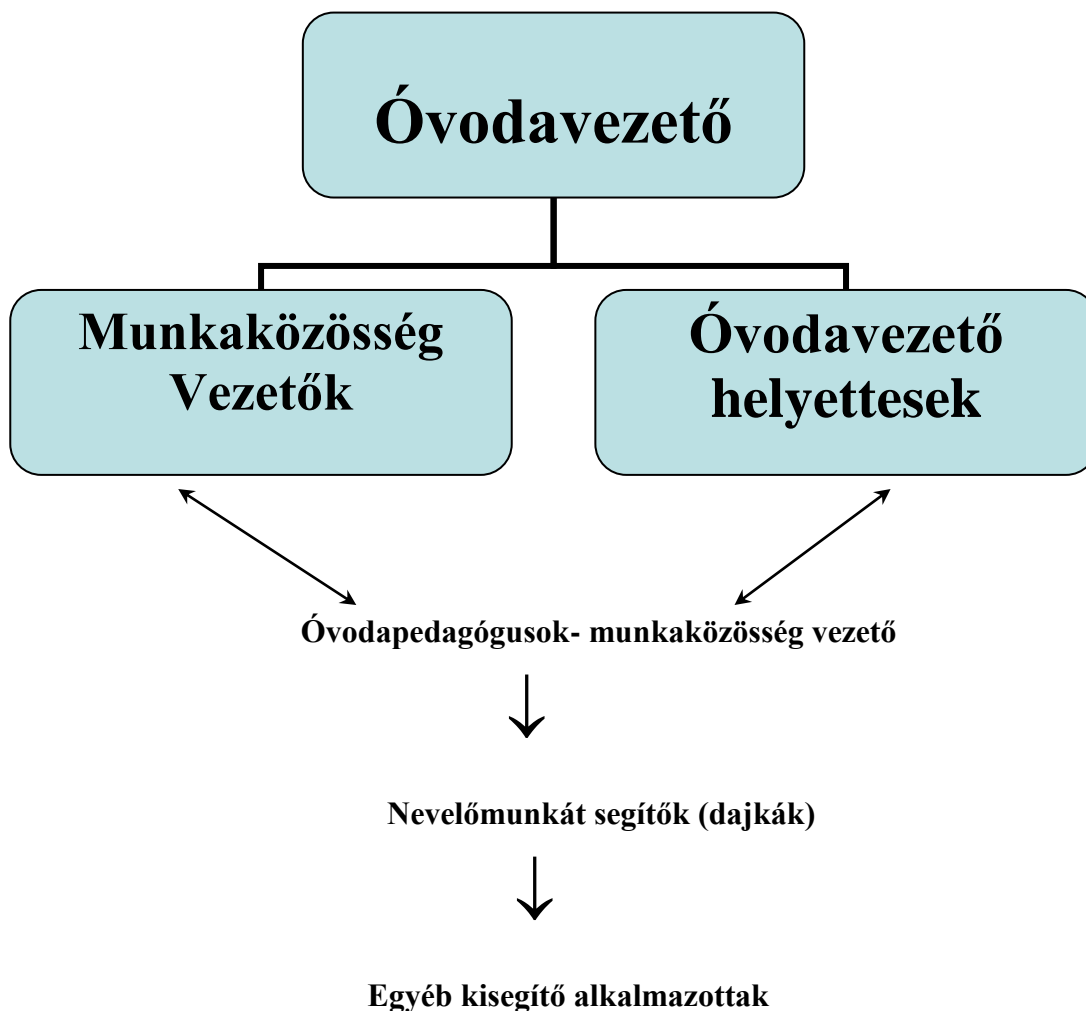 Óvodavezető
Munkaközösség
Vezetők
Óvodavezető
helyettesek
Óvodapedagógusok- munkaközösség vezető
Nevelőmunkát segítők (dajkák)
Egyéb kisegítő alkalmazottak